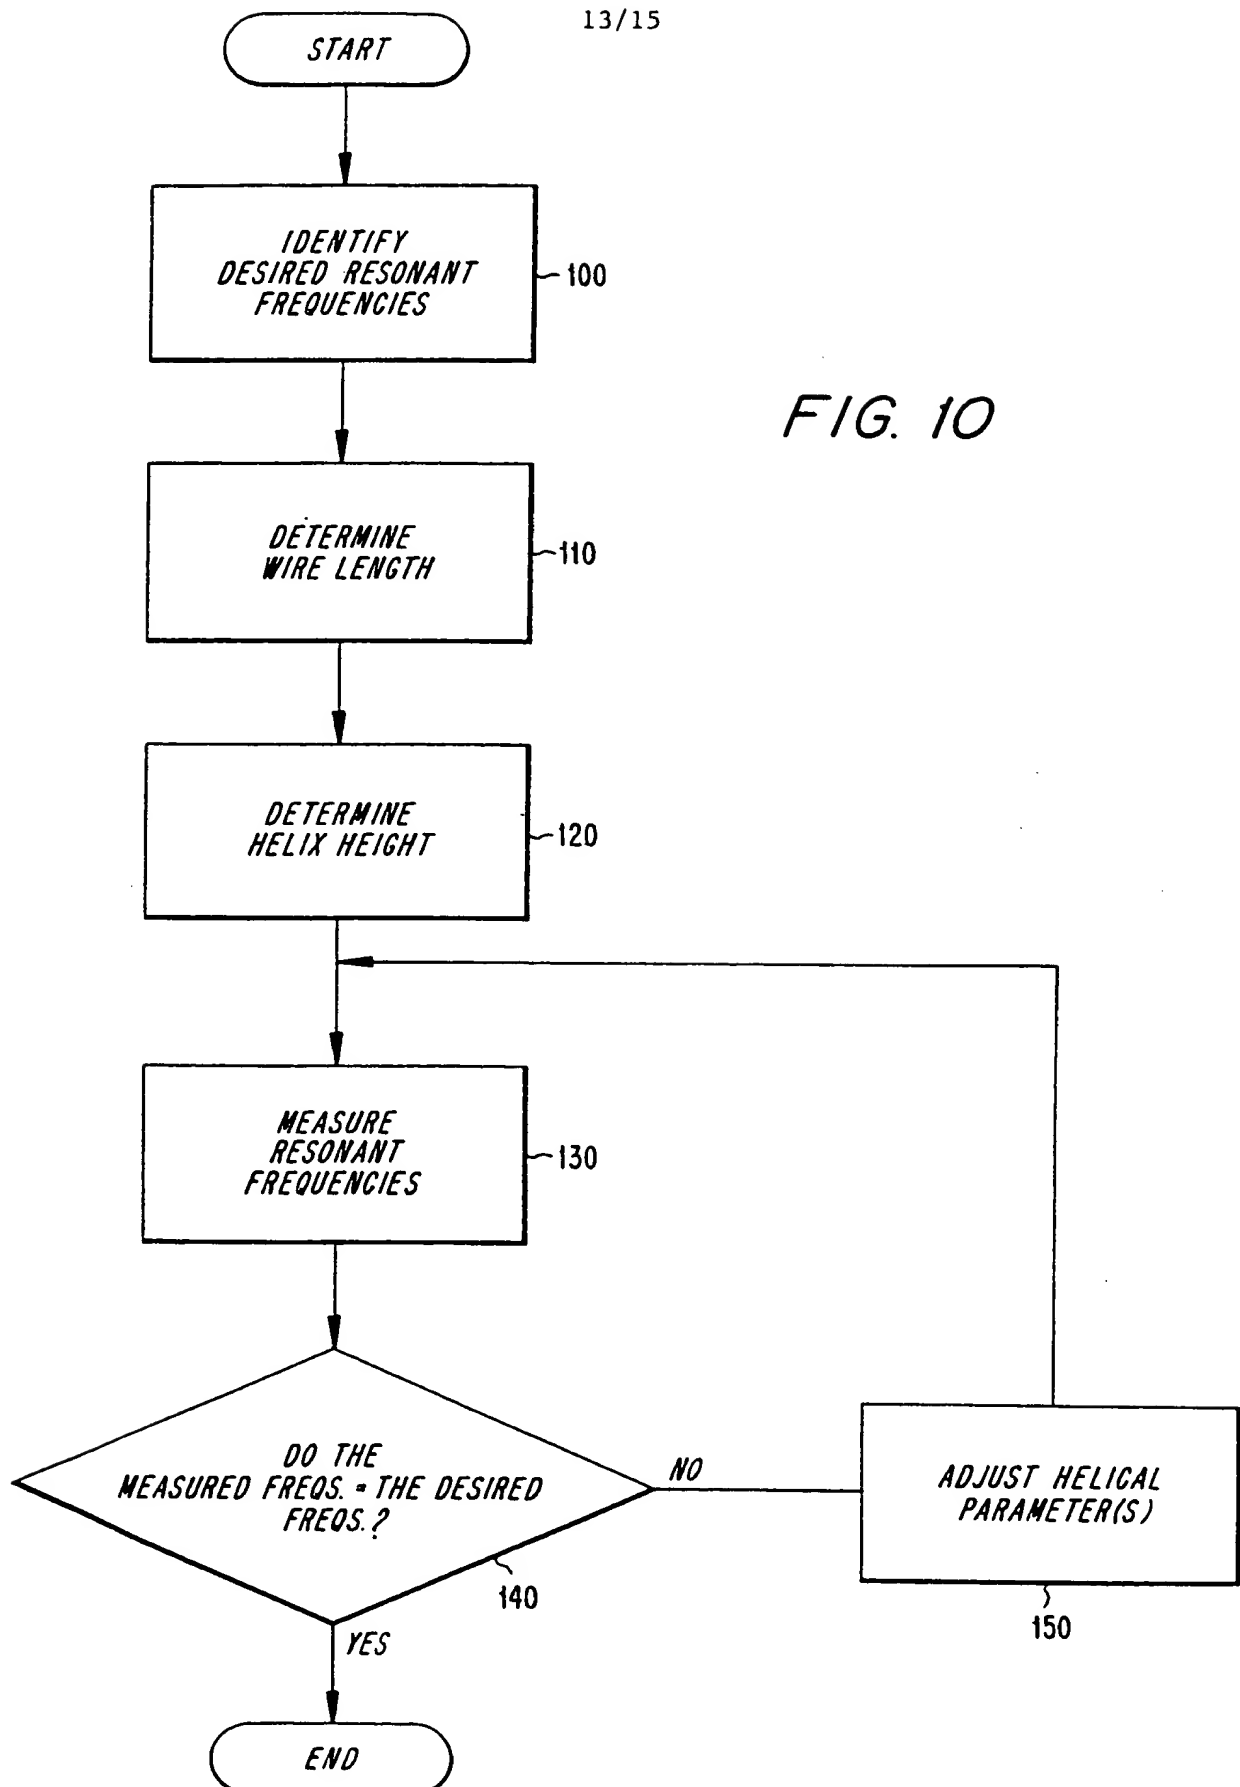 13/15
START
IDENTIFY
DESIRED RESONANT
FREQUENCIES
100
FIG. 10
DETERMINE
WIRE LENGTH
110
DETERMINE
HELIX HEIGHT
120
MEASURE
RESONANT
FREQUENCIES
130
DO THE
MEASURED FREQS. = THE DESIRED
FREQS.?
140
NO
ADJUST HELICAL
PARAMETER(S)
150
YES
END